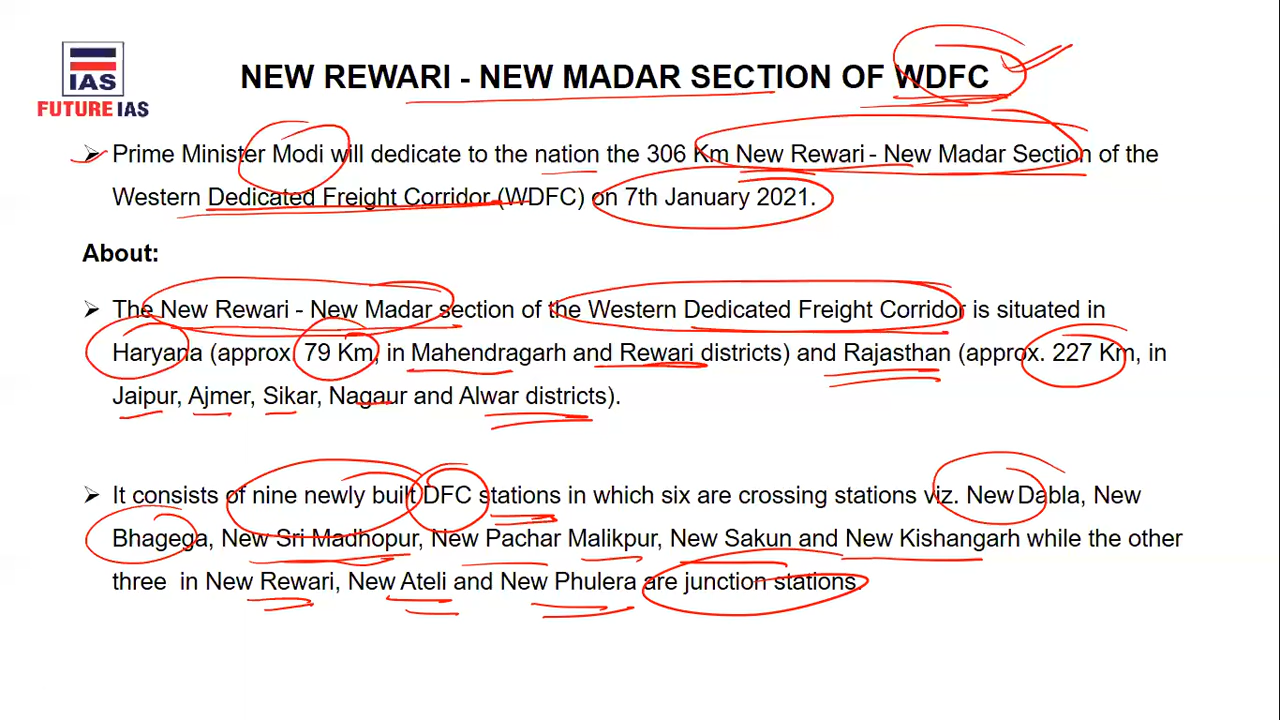 IAS
FUTURE IAS
NEW REWARI - NEW MADAR SECTION OF WDFC
➢ Prime Minister Modi will dedicate to the nation the 306 Km New Rewari - New Madar Section of the
Western Dedicated Freight Corridor (WDFC) on 7th January 2021.
About:
➢ The New Rewari - New Madar section of the Western Dedicated Freight Corridor is situated in
Haryana (approx. 79 Km, in Mahendragarh and Rewari districts) and Rajasthan (approx. 227 Km, in
Jaipur, Ajmer, Sikar, Nagaur and Alwar districts).
➢ It consists of nine newly built DFC stations in which six are crossing stations viz. New Dabla, New
Bhagega, New Sri Madhopur, New Pachar Malikpur, New Sakun and New Kishangarh while the other
three in New Rewari, New Ateli and New Phulera are junction stations.